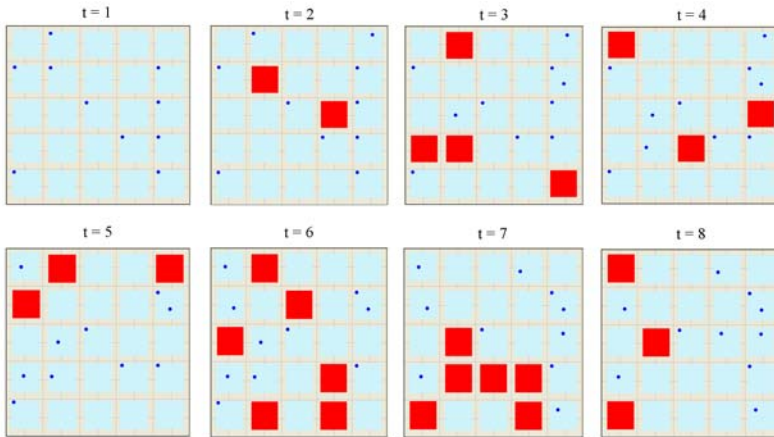 t = 1
t = 2
t = 3
t = 4
t = 5
t = 6
t = 7
t = 8